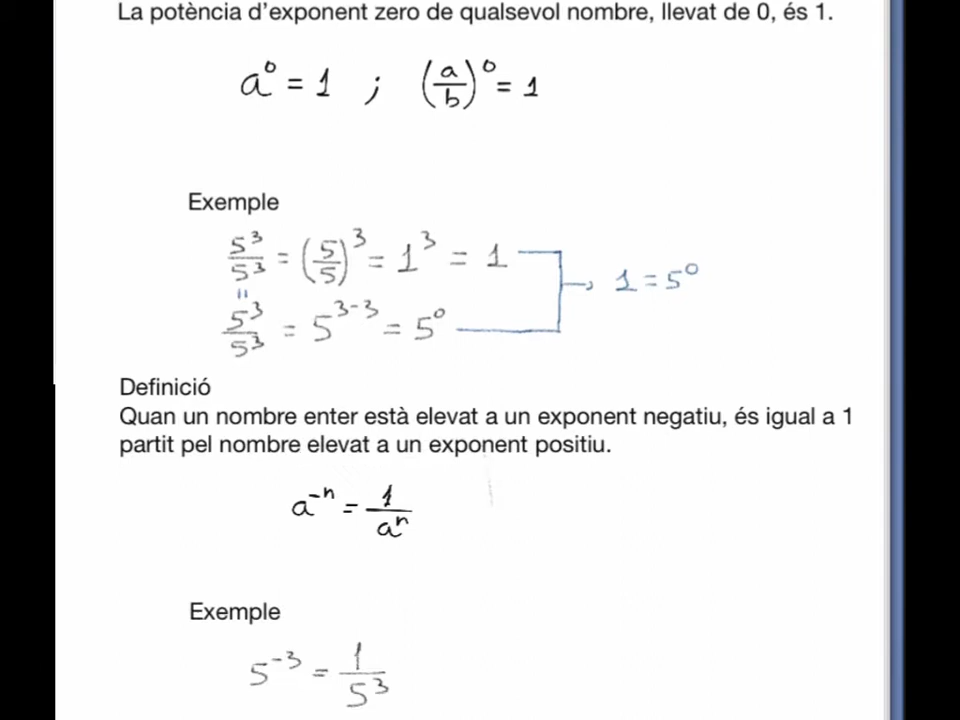 La potència d'exponent zero de qualsevol nombre, llevat de 0, és 1.
a⁰ = 1 ; (a/b)⁰ = 1
Exemple
5³/5³ = (5/5)³ = 1³ = 1
=
5³/5³ = 5³⁻³ = 5⁰
→ 1 = 5⁰
Definició
Quan un nombre enter està elevat a un exponent negatiu, és igual a 1
partit pel nombre elevat a un exponent positiu.
a⁻ⁿ = 1/aⁿ
Exemple
5⁻³ = 1/5³